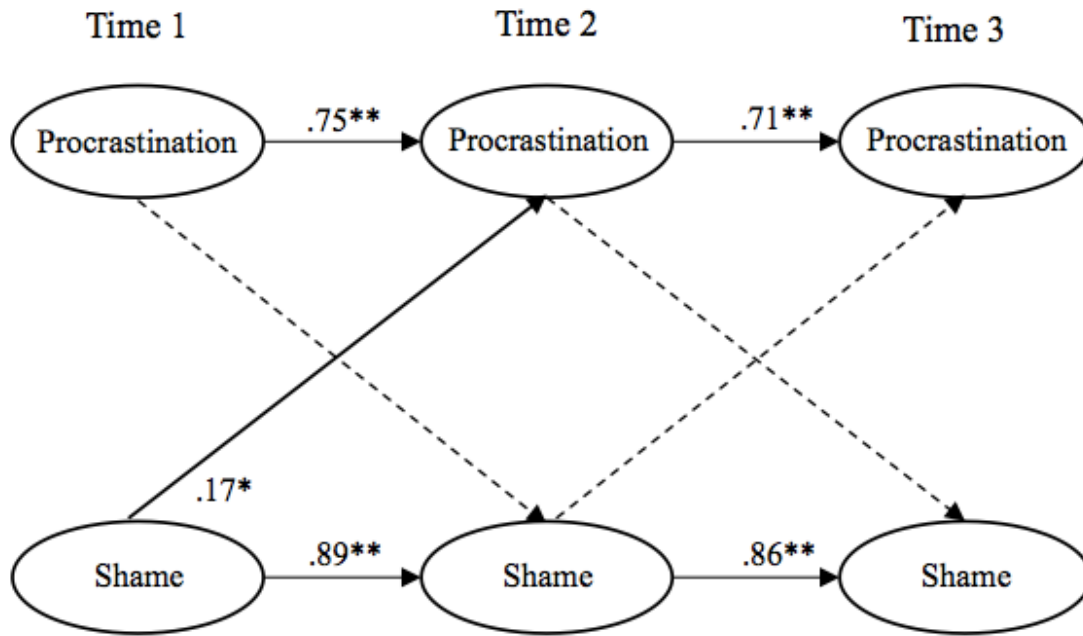 Time 1
Time 2
Time 3
Procrastination
.75**
Procrastination
.71**
Procrastination
.17*
Shame
.89**
Shame
.86**
Shame